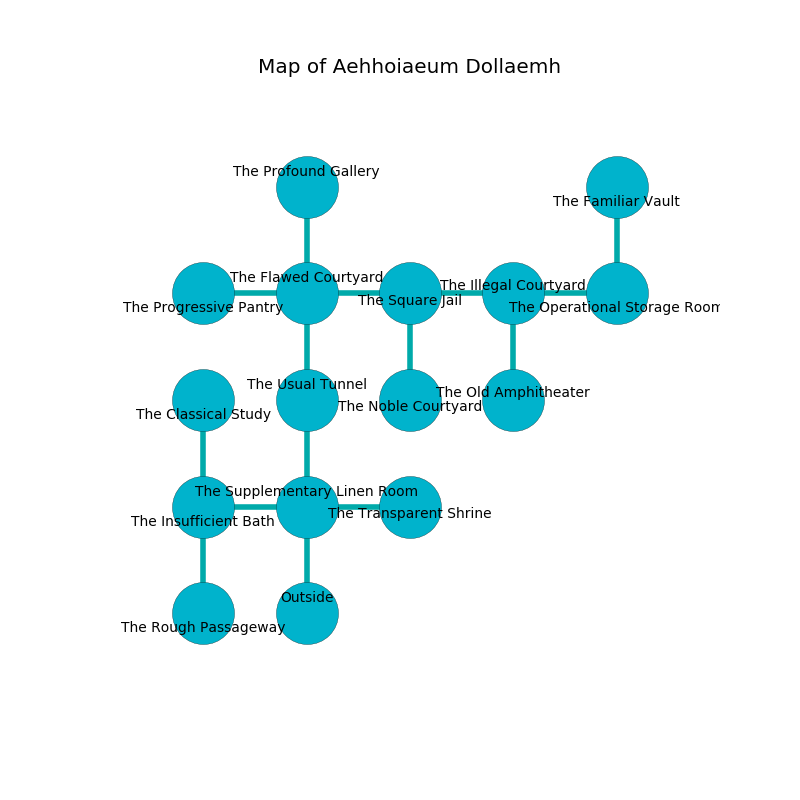 Map of Aehhoiaeum Dollaemh
The Profound Gallery
The Familiar Vault
The Flawed Courtyard
The Illegal Courtyard
The Square Jail
The Progressive Pantry
The Operational Storage Room
The Usual Tunnel
The Old Amphitheater
The Noble Courtyard
The Classical Study
The Supplementary Linen Room
The Transparent Shrine
The Insufficient Bath
Outside
The Rough Passageway